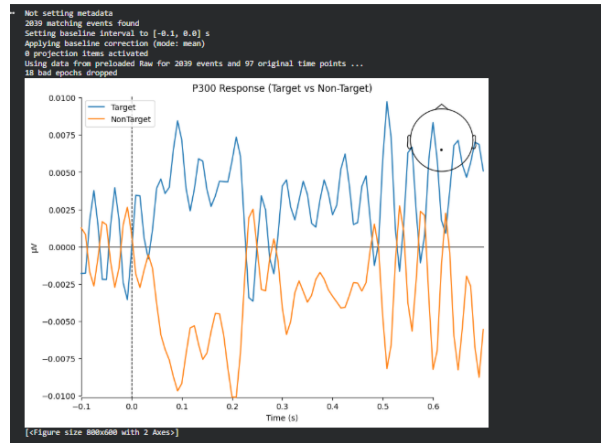 Not setting metadata
2039 matching events found
Setting baseline interval to [-0.1, 0.0] s
Applying baseline correction (mode: mean)
0 projection items activated
Using data from preloaded Raw for 2039 events and 97 original time points ...
18 bad epochs dropped
P300 Response (Target vs Non-Target)
0.0100
Target
NonTarget
0.0075
0.0050
0.0025
0.0000
−0.0025
−0.0050
−0.0075
−0.0100
µV
−0.1 0.0 0.1 0.2 0.3 0.4 0.5 0.6
Time (s)
[<Figure size 800x600 with 2 Axes>]